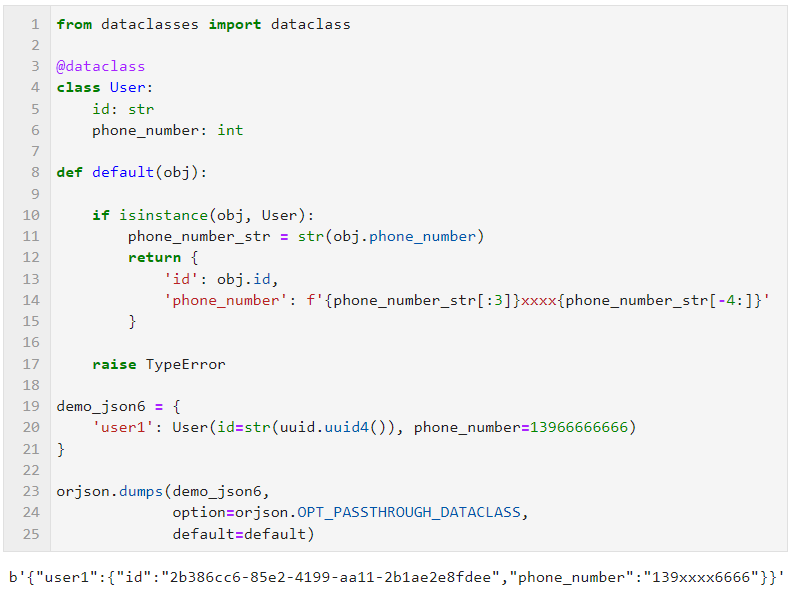 1 from dataclasses import dataclass
2
3 @dataclass
4 class User:
5     id: str
6     phone_number: int
7
8 def default(obj):
9
10     if isinstance(obj, User):
11         phone_number_str = str(obj.phone_number)
12         return {
13             'id': obj.id,
14             'phone_number': f'{phone_number_str[:3]}xxxx{phone_number_str[-4:]}'
15         }
16
17     raise TypeError
18
19 demo_json6 = {
20     'user1': User(id=str(uuid.uuid4()), phone_number=13966666666)
21 }
22
23 orjson.dumps(demo_json6,
24              option=orjson.OPT_PASSTHROUGH_DATACLASS,
25              default=default)
b'{"user1":{"id":"2b386cc6-85e2-4199-aa11-2b1ae2e8fdee","phone_number":"139xxxx6666"}}'